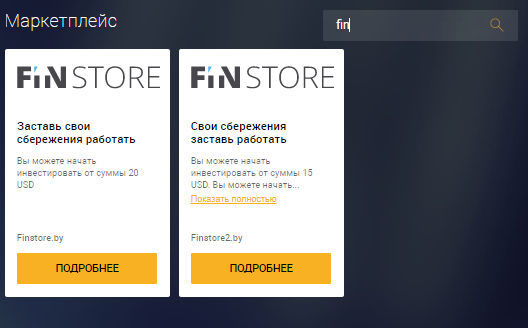 Маркетплейс
fin
FiN STORE
Заставь свои
сбережения работать
Вы можете начать
инвестировать от суммы 20
USD
Finstore.by
ПОДРОБНЕЕ
FiN STORE
Свои сбережения
заставь работать
Вы можете начать
инвестировать от суммы 15
USD. Вы можете начать...
Показать полностью
Finstore2.by
ПОДРОБНЕЕ